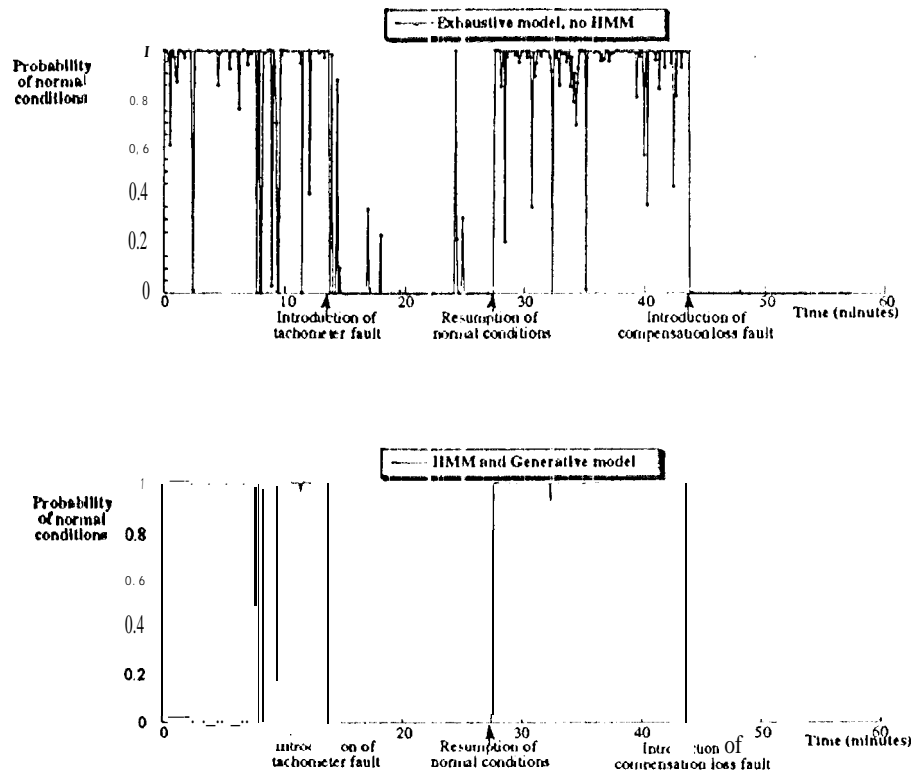 Exhaustive model, no HMM
Probability
of normal
conditions
1
0.8
0.6
0.4
0.2
0
0 10 20 30 40 50 60
Time (minutes)
Introduction of
tachometer fault
Resumption of
normal conditions
Introduction of
compensation loss fault
HMM and Generative model
Probability
of normal
conditions
1
0.8
0.6
0.4
0.2
0
20 30 40 50 60
Time (minutes)
on of
tachometer fault
Resumption of
normal conditions
of
compensation loss fault